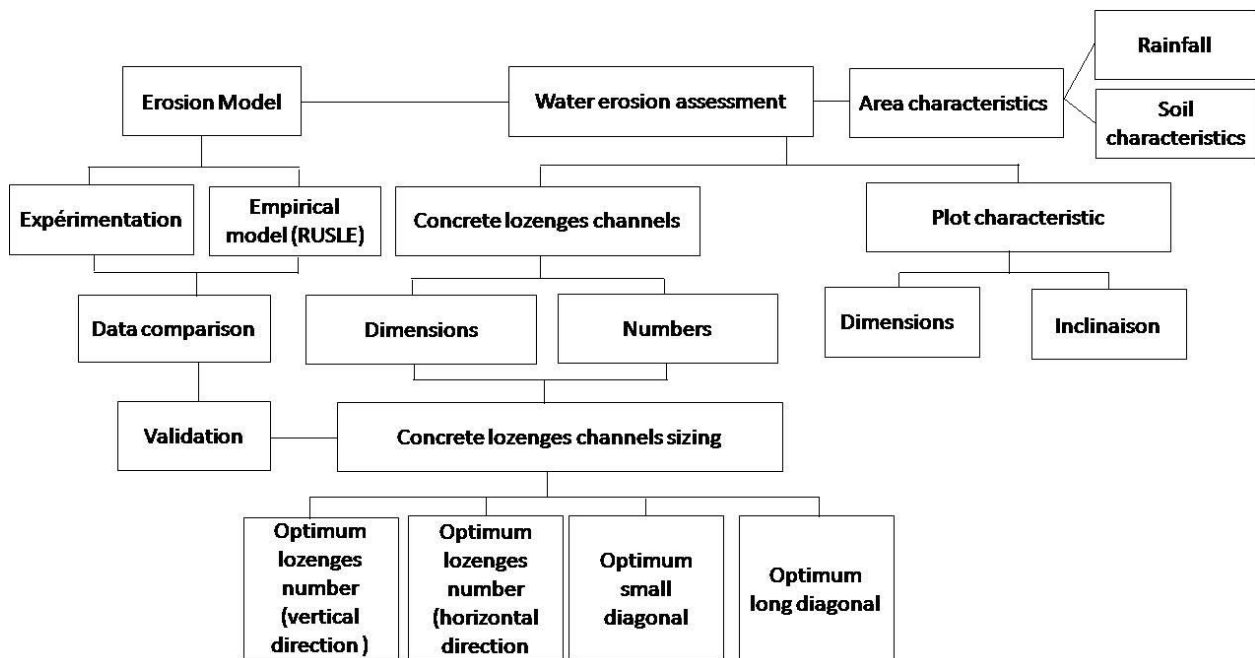 Rainfall
Erosion Model
Water erosion assessment
Area characteristics
Soil
characteristics
Expérimentation
Empirical
model (RUSLE)
Concrete lozenges channels
Plot characteristic
Data comparison
Dimensions
Numbers
Dimensions
Inclinaison
Validation
Concrete lozenges channels sizing
Optimum
lozenges
number
(vertical
direction )
Optimum
lozenges
number
(horizontal
direction
Optimum
small
diagonal
Optimum
long diagonal